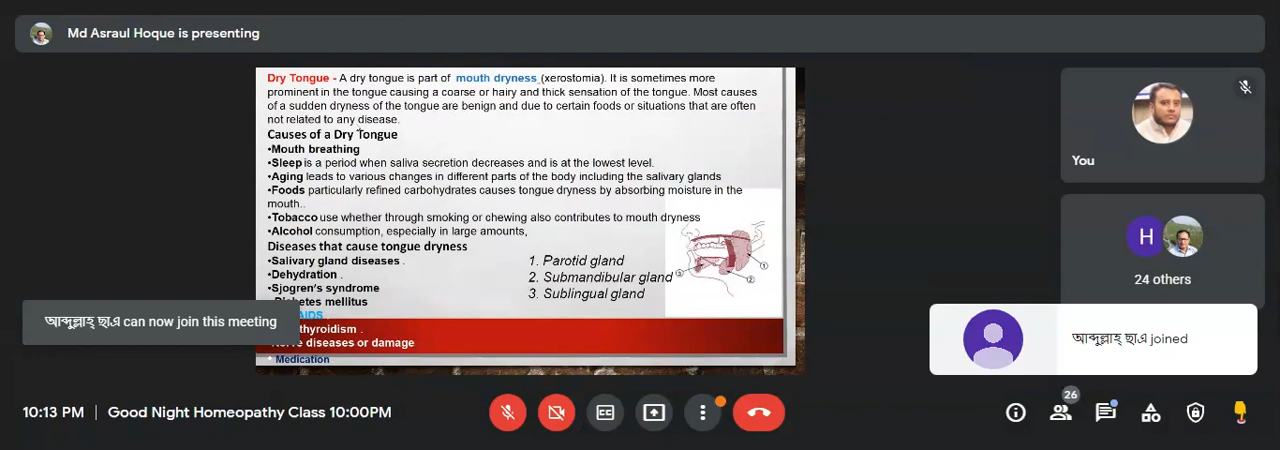 Md Asraul Hoque is presenting
Dry Tongue - A dry tongue is part of mouth dryness (xerostomia). It is sometimes more
prominent in the tongue causing a coarse or hairy and thick sensation of the tongue. Most causes
of a sudden dryness of the tongue are benign and due to certain foods or situations that are often
not related to any disease.
Causes of a Dry Tongue
•Mouth breathing
•Sleep is a period when saliva secretion decreases and is at the lowest level.
•Aging leads to various changes in different parts of the body including the salivary glands
•Foods particularly refined carbohydrates causes tongue dryness by absorbing moisture in the
mouth..
•Tobacco use whether through smoking or chewing also contributes to mouth dryness
•Alcohol consumption, especially in large amounts,
Diseases that cause tongue dryness
•Salivary gland diseases .
•Dehydration .
•Sjogren's syndrome
Diabetes mellitus
AIDS
thyroidism .
Nerve diseases or damage
* Medication
1. Parotid gland
2. Submandibular gland
3. Sublingual gland
1
2
3
You
H
24 others
আব্দুল্লাহ্ ছাএ can now join this meeting
আব্দুল্লাহ্ ছাএ joined
10:13 PM | Good Night Homeopathy Class 10:00PM
CC
26